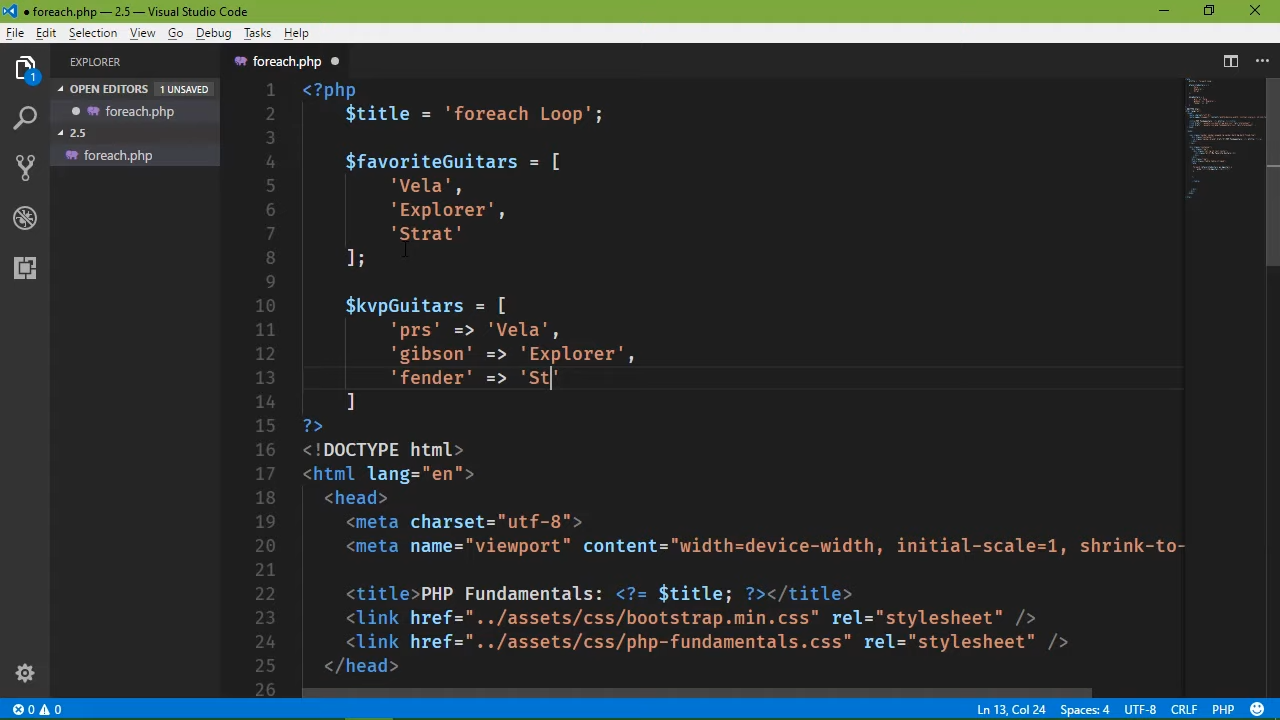 ● foreach.php — 2.5 — Visual Studio Code
File Edit Selection View Go Debug Tasks Help
EXPLORER
OPEN EDITORS 1 UNSAVED
foreach.php
2.5
foreach.php
1
foreach.php
1 <?php
2 $title = 'foreach Loop';
3
4 $favoriteGuitars = [
5 'Vela',
6 'Explorer',
7 'Strat'
8 ];
9
10 $kvpGuitars = [
11 'prs' => 'Vela',
12 'gibson' => 'Explorer',
13 'fender' => 'St'
14 ]
15 ?>
16 <!DOCTYPE html>
17 <html lang="en">
18 <head>
19 <meta charset="utf-8">
20 <meta name="viewport" content="width=device-width, initial-scale=1, shrink-to-
21
22 <title>PHP Fundamentals: <?= $title; ?></title>
23 <link href="../assets/css/bootstrap.min.css" rel="stylesheet" />
24 <link href="../assets/css/php-fundamentals.css" rel="stylesheet" />
25 </head>
26
0 0 Ln 13, Col 24 Spaces: 4 UTF-8 CRLF PHP